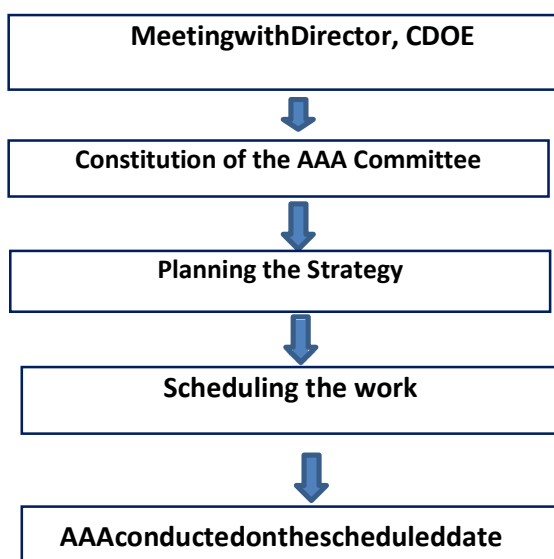 MeetingwithDirector, CDOE
Constitution of the AAA Committee
Planning the Strategy
Scheduling the work
AAAconductedonthescheduleddate